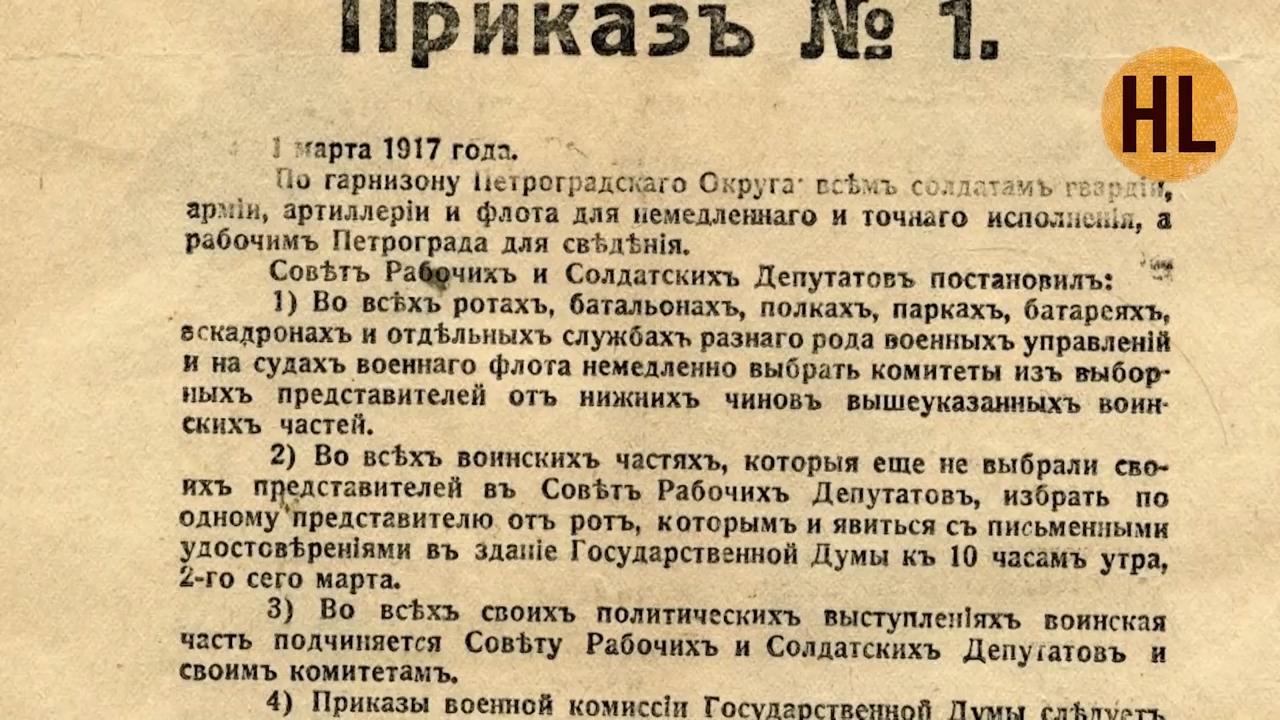 Приказъ № 1.
HL
1 марта 1917 года.
По гарнизону Петроградскаго Округа всѣмъ солдатамъ гвардіи,
арміи, артиллеріи и флота для немедленнаго и точнаго исполненія, а
рабочимъ Петрограда для свѣдѣнія.
Совѣтъ Рабочихъ и Солдатскихъ Депутатовъ постановилъ:
1) Во всѣхъ ротахъ, батальонахъ, полкахъ, паркахъ, батареяхъ,
эскадронахъ и отдѣльныхъ службахъ разнаго рода военныхъ управленій
и на судахъ военнаго флота немедленно выбрать комитеты изъ выбор-
ныхъ представителей отъ нижнихъ чиновъ вышеуказанныхъ воин-
скихъ частей.
2) Во всѣхъ воинскихъ частяхъ, которыя еще не выбрали сво-
ихъ представителей въ Совѣтъ Рабочихъ Депутатовъ, избрать по
одному представителю отъ ротъ, которымъ и явиться съ письменными
удостовѣреніями въ зданіе Государственной Думы къ 10 часамъ утра,
2-го сего марта.
3) Во всѣхъ своихъ политическихъ выступленіяхъ воинская
часть подчиняется Совѣту Рабочихъ и Солдатскихъ Депутатовъ и
своимъ комитетамъ.
4) Приказы военной комиссіи Государственной Думы слѣдуетъ